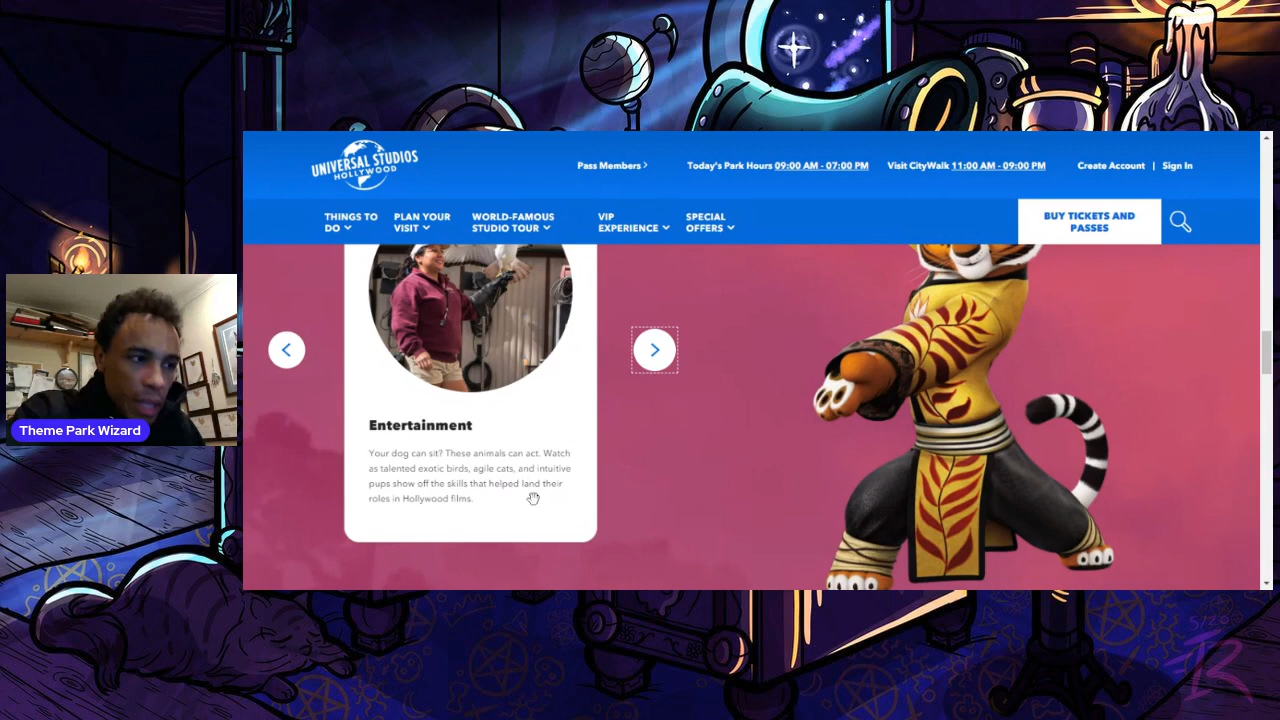 UNIVERSAL STUDIOS
HOLLYWOOD
Pass Members
Today's Park Hours 09:00 AM - 07:00 PM
Visit CityWalk 11:00 AM - 09:00 PM
Create Account | Sign In
THINGS TO
DO
PLAN YOUR
VISIT
WORLD-FAMOUS
STUDIO TOUR
VIP
EXPERIENCE
SPECIAL
OFFERS
BUY TICKETS AND
PASSES
Entertainment
Your dog can sit? These animals can act. Watch
as talented exotic birds, agile cats, and intuitive
pups show off the skills that helped land their
roles in Hollywood films.
Theme Park Wizard